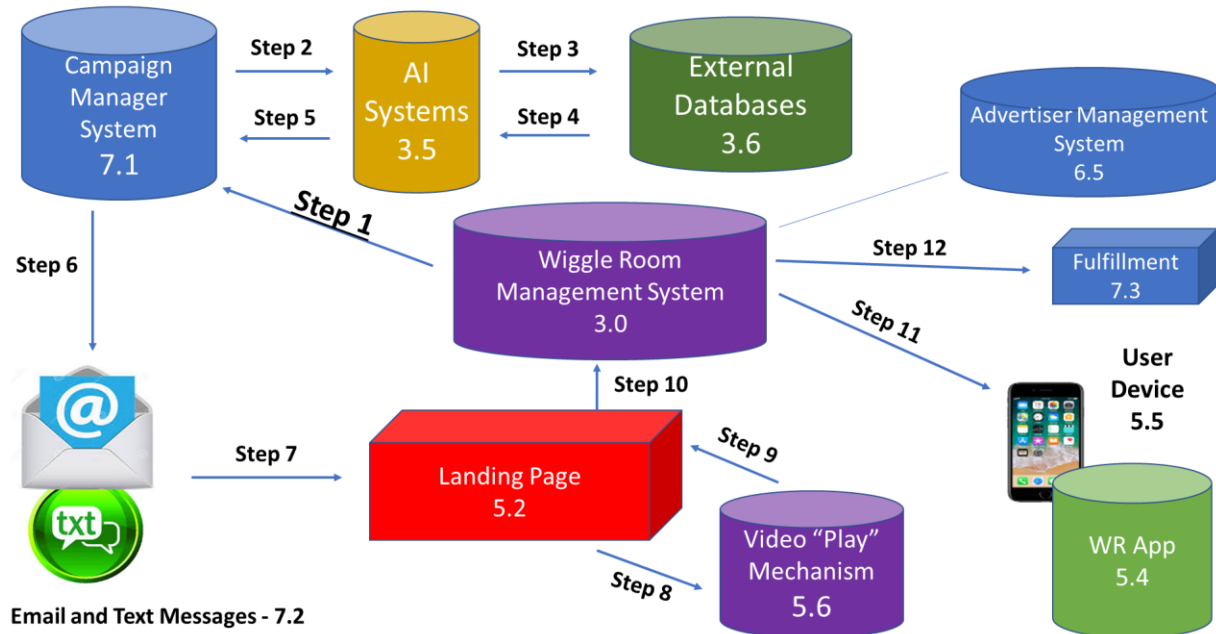 Campaign
Manager
System
7.1
Step 2
Step 5
AI
Systems
3.5
Step 3
Step 4
External
Databases
3.6
Advertiser Management
System
6.5
Step 1
Step 6
Wiggle Room
Management System
3.0
Step 12
Fulfillment
7.3
Step 11
User
Device
5.5
Step 10
@
Step 7
Landing Page
5.2
Step 9
txt
Step 8
Video “Play”
Mechanism
5.6
WR App
5.4
Email and Text Messages - 7.2